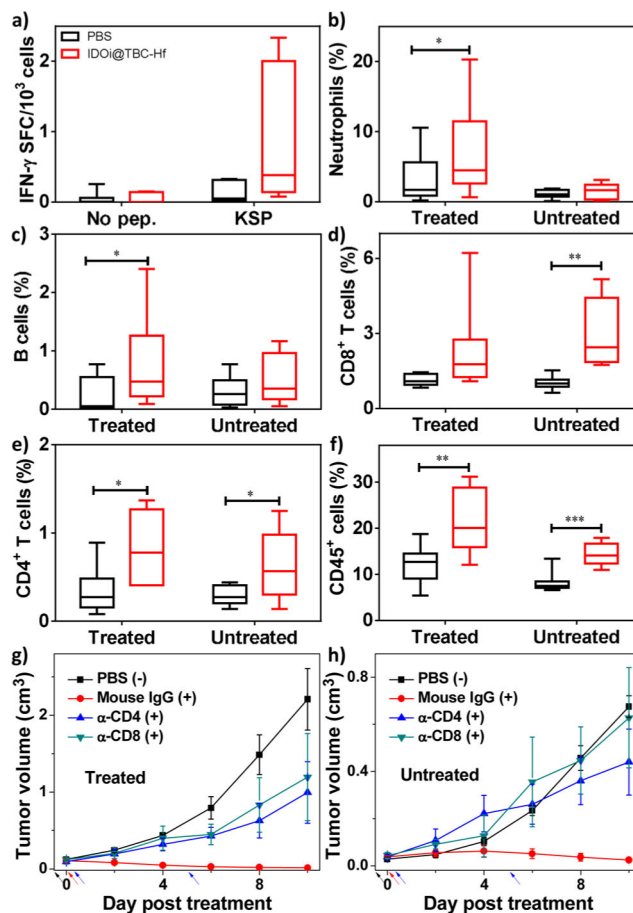 a)
PBS
IDOi@TBC-Hf
IFN-γ SFC/10³ cells
2
1
0
No pep.
KSP
b)
Neutrophils (%)
20
10
0
*
Treated
Untreated
c)
B cells (%)
3
2
1
0
*
Treated
Untreated
d)
CD8⁺ T cells (%)
6
3
0
**
Treated
Untreated
e)
CD4⁺ T cells (%)
2
1
0
*
*
Treated
Untreated
f)
CD45⁺ cells (%)
30
20
10
0
**
***
Treated
Untreated
g)
Tumor volume (cm³)
2
1
0
PBS (-)
Mouse IgG (+)
α-CD4 (+)
α-CD8 (+)
Treated
0
4
8
Day post treatment
h)
Tumor volume (cm³)
0.8
0.4
0.0
PBS (-)
Mouse IgG (+)
α-CD4 (+)
α-CD8 (+)
Untreated
0
4
8
Day post treatment